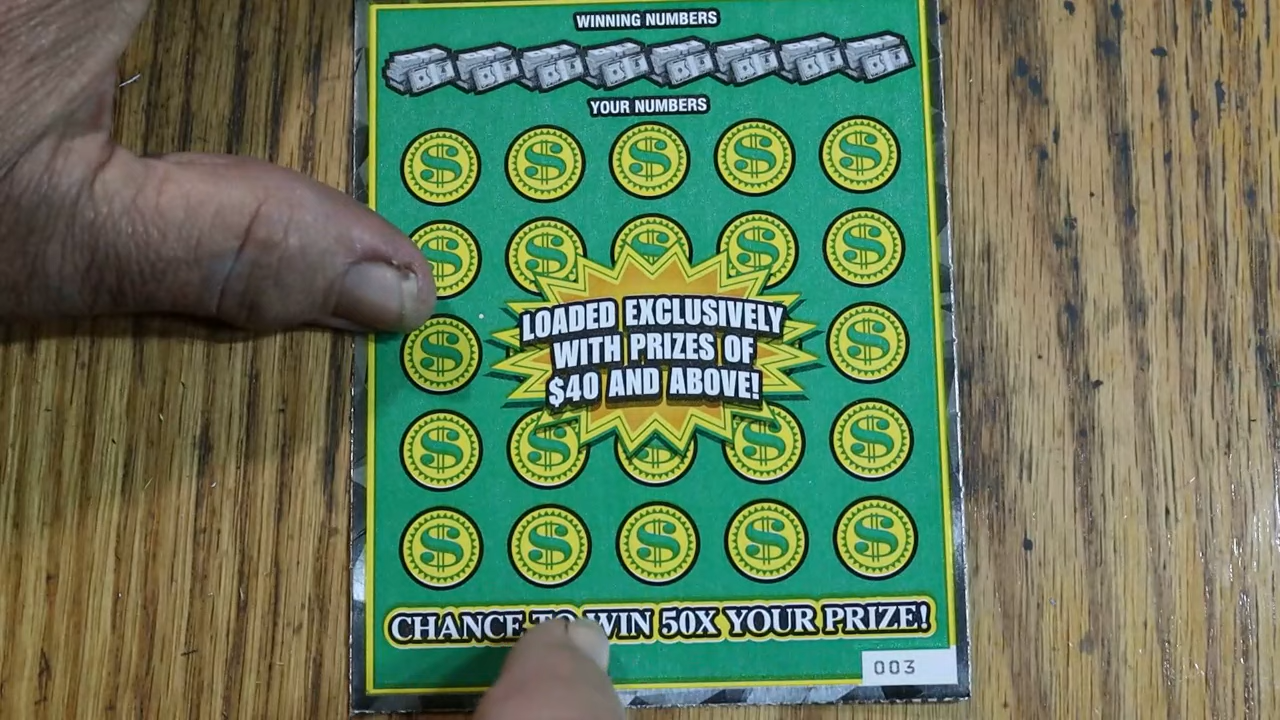 WINNING NUMBERS
YOUR NUMBERS
LOADED EXCLUSIVELY
WITH PRIZES OF
$40 AND ABOVE!
CHANCE TO WIN 50X YOUR PRIZE!
003